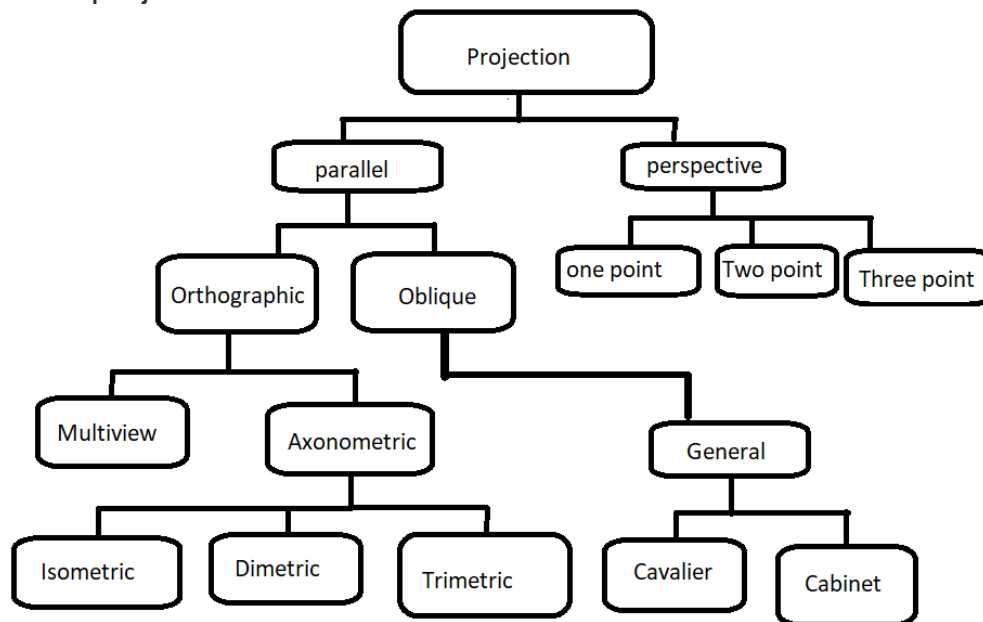 Projection
parallel
perspective
one point
Two point
Three point
Orthographic
Oblique
Multiview
Axonometric
General
Isometric
Dimetric
Trimetric
Cavalier
Cabinet